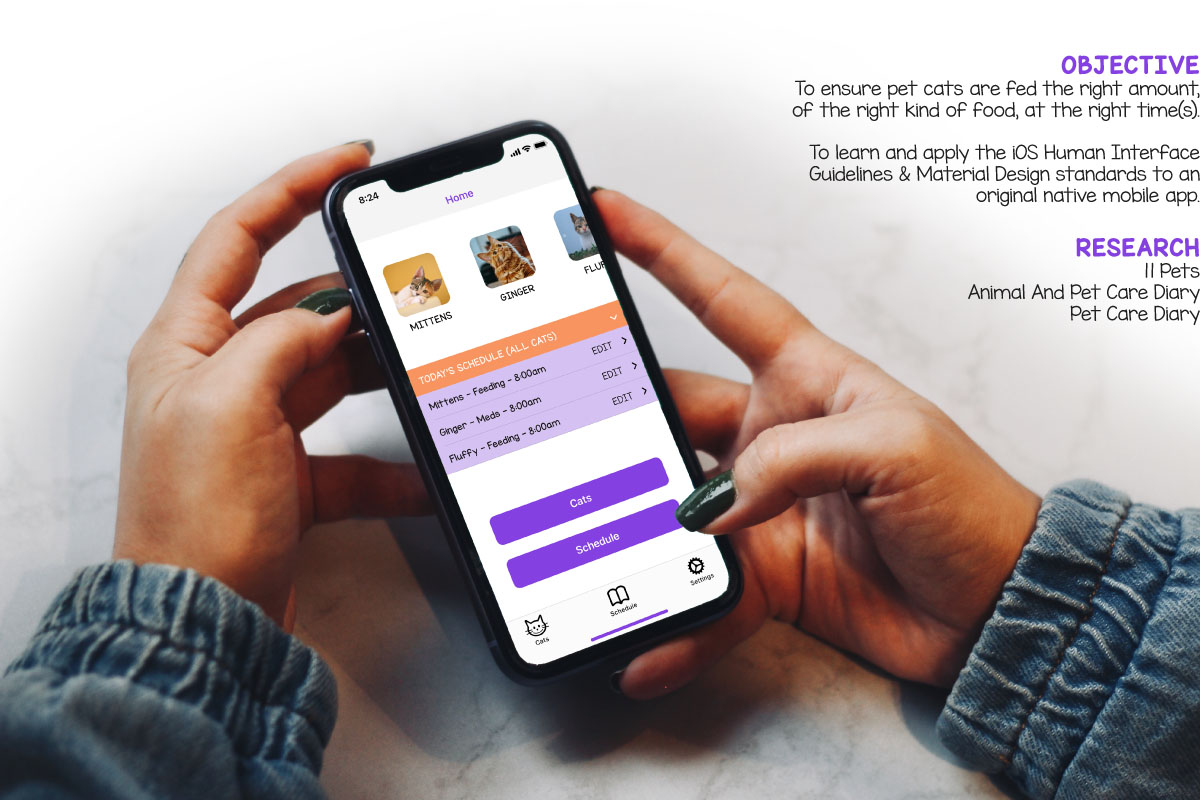 OBJECTIVE
To ensure pet cats are fed the right amount,
of the right kind of food, at the right time(s).
To learn and apply the iOS Human Interface
Guidelines & Material Design standards to an
original native mobile app.
RESEARCH
11 Pets
Animal And Pet Care Diary
Pet Care Diary
8:24
Home
MITTENS
GINGER
FLUF
TODAY'S SCHEDULE (ALL CATS)
Mittens - Feeding - 8:00am EDIT
Ginger - Meds - 8:00am EDIT
Fluffy - Feeding - 8:00am EDIT
Cats
Schedule
Cats
Schedule
Settings